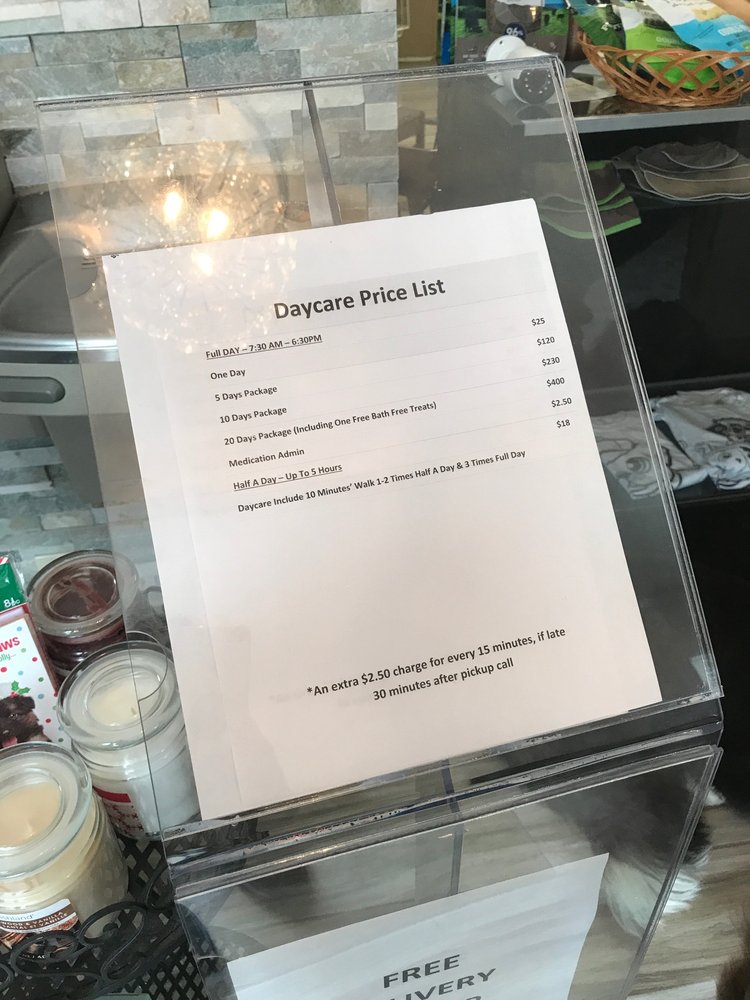 Daycare Price List
Full DAY – 7:30 AM – 6:30PM
One Day $25
5 Days Package $120
10 Days Package $230
20 Days Package (Including One Free Bath Free Treats) $400
Medication Admin $2.50
Half A Day – Up To 5 Hours $18
Daycare Include 10 Minutes' Walk 1-2 Times Half A Day & 3 Times Full Day
*An extra $2.50 charge for every 15 minutes, if late
30 minutes after pickup call
FREE
LIVERY